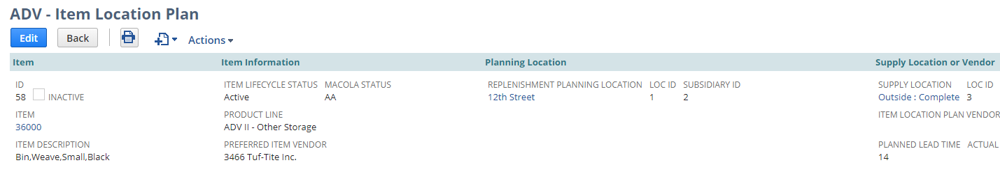 ADV - Item Location Plan
Edit Back Actions
Item Item Information Planning Location Supply Location or Vendor
ID ITEM LIFECYCLE STATUS MACOLA STATUS REPLENISHMENT PLANNING LOCATION LOC ID SUBSIDIARY ID SUPPLY LOCATION LOC ID
58 INACTIVE Active AA 12th Street 1 2 Outside : Complete 3
ITEM PRODUCT LINE ITEM LOCATION PLAN VENDOR
36000 ADV II - Other Storage
ITEM DESCRIPTION PREFERRED ITEM VENDOR PLANNED LEAD TIME ACTUAL
Bin,Weave,Small,Black 3466 Tuf-Tite Inc. 14